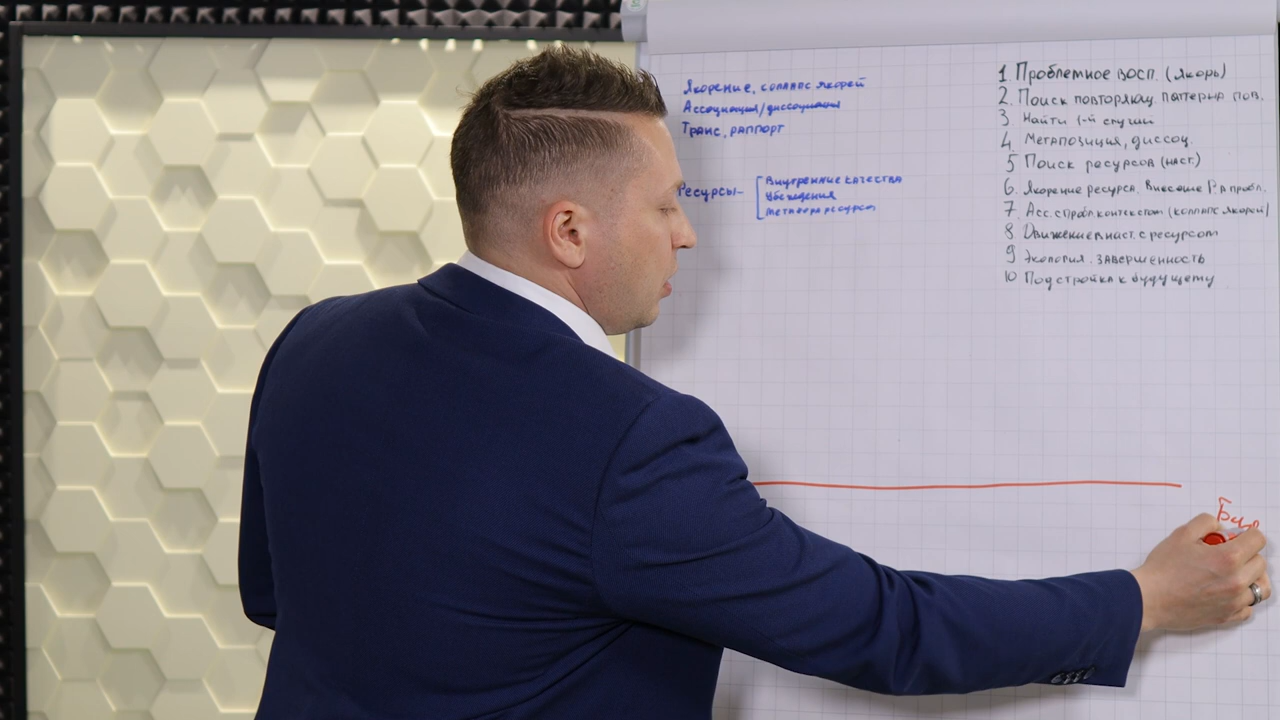 Якорение, коллапс якорей
Ассоциация/диссоциация
Транс, раппорт
Ресурсы-
Внутренние качества
Убеждения
Метафора ресурса
1. Проблемное восп. (якорь)
2. Поиск повторяющ. паттерна пов.
3 Найти 1-й случай
4. Метапозиция, диссоц.
5 Поиск ресурсов (наст.)
6. Якорение ресурса. Внесение Р в пробл.
7. Асс. с пробл. контекстом (коллапс якорей)
8. Движение в наст. с ресурсом
9 Экология. Завершенность
10 Подстройка к будущему